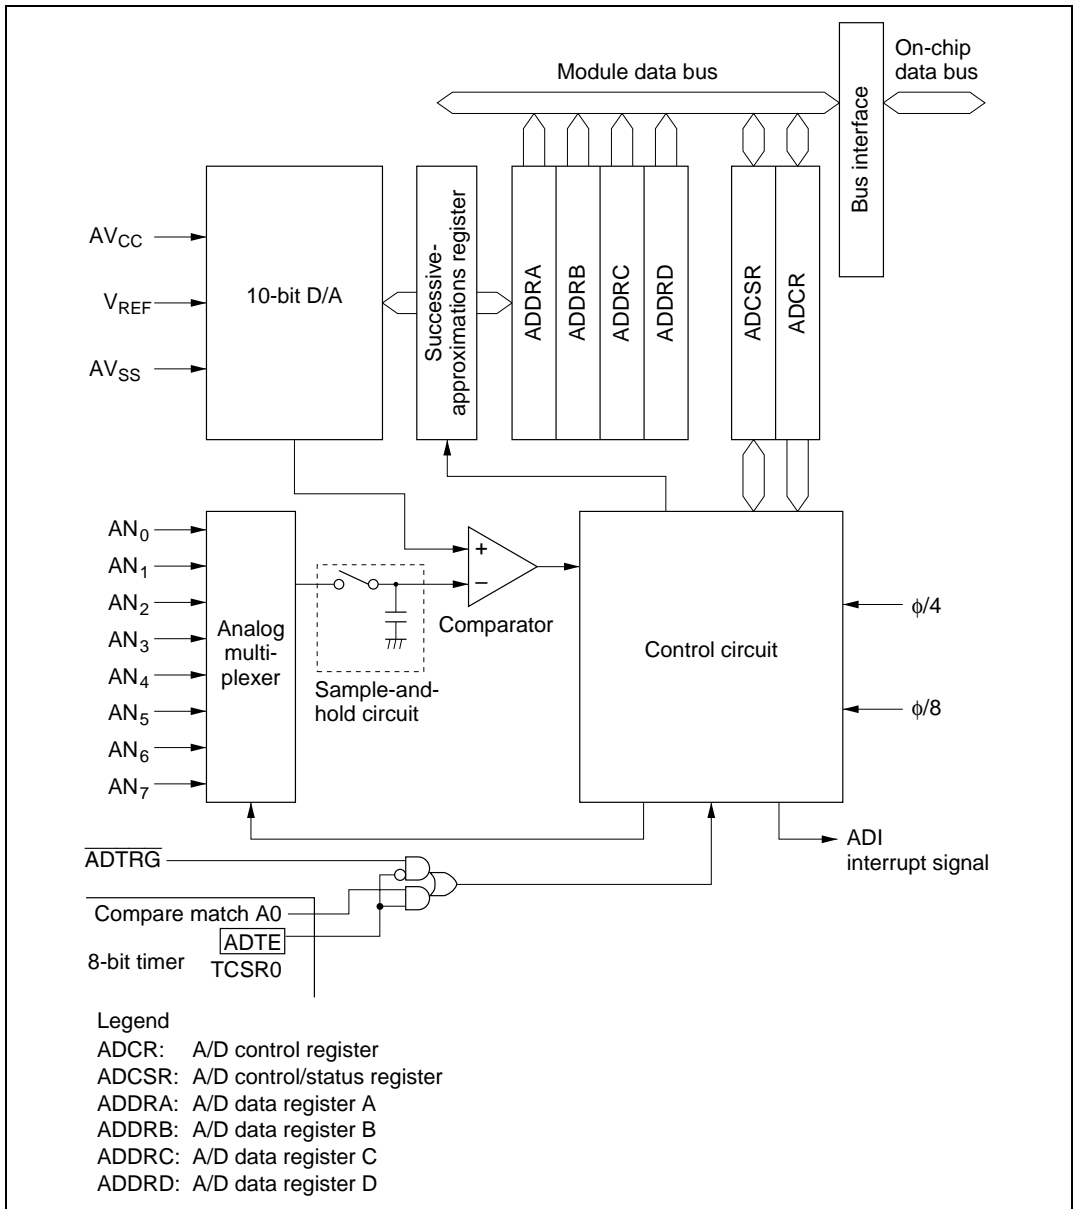 Module data bus
On-chip
data bus
Bus interface
AVCC
VREF
AVSS
10-bit D/A
Successive-
approximations register
ADDRA
ADDRB
ADDRC
ADDRD
ADCSR
ADCR
AN0
AN1
AN2
AN3
AN4
AN5
AN6
AN7
Analog
multi-
plexer
Sample-and-
hold circuit
+
−
Comparator
Control circuit
ϕ/4
ϕ/8
ADI
interrupt signal
ADTRG
Compare match A0
ADTE
8-bit timer
TCSR0
Legend
ADCR: A/D control register
ADCSR: A/D control/status register
ADDRA: A/D data register A
ADDRB: A/D data register B
ADDRC: A/D data register C
ADDRD: A/D data register D